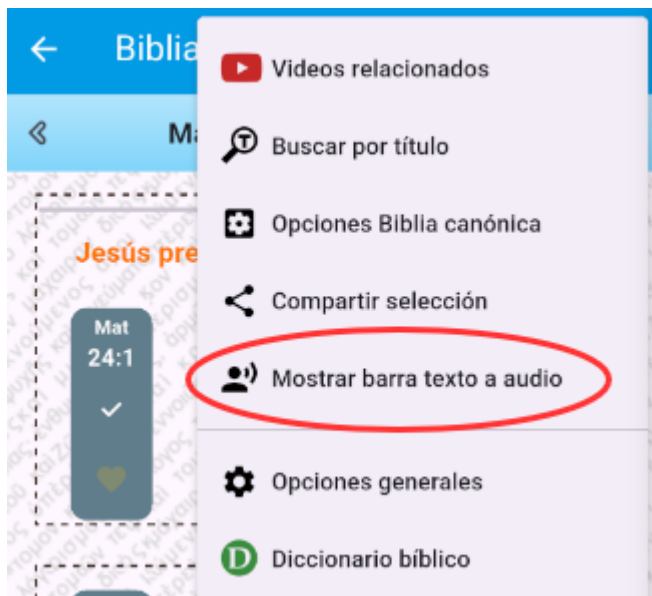 Biblia
Videos relacionados
Ma
Buscar por título
Opciones Biblia canónica
Jesús pre
Compartir selección
Mat
24:1
Mostrar barra texto a audio
Opciones generales
D
Diccionario bíblico